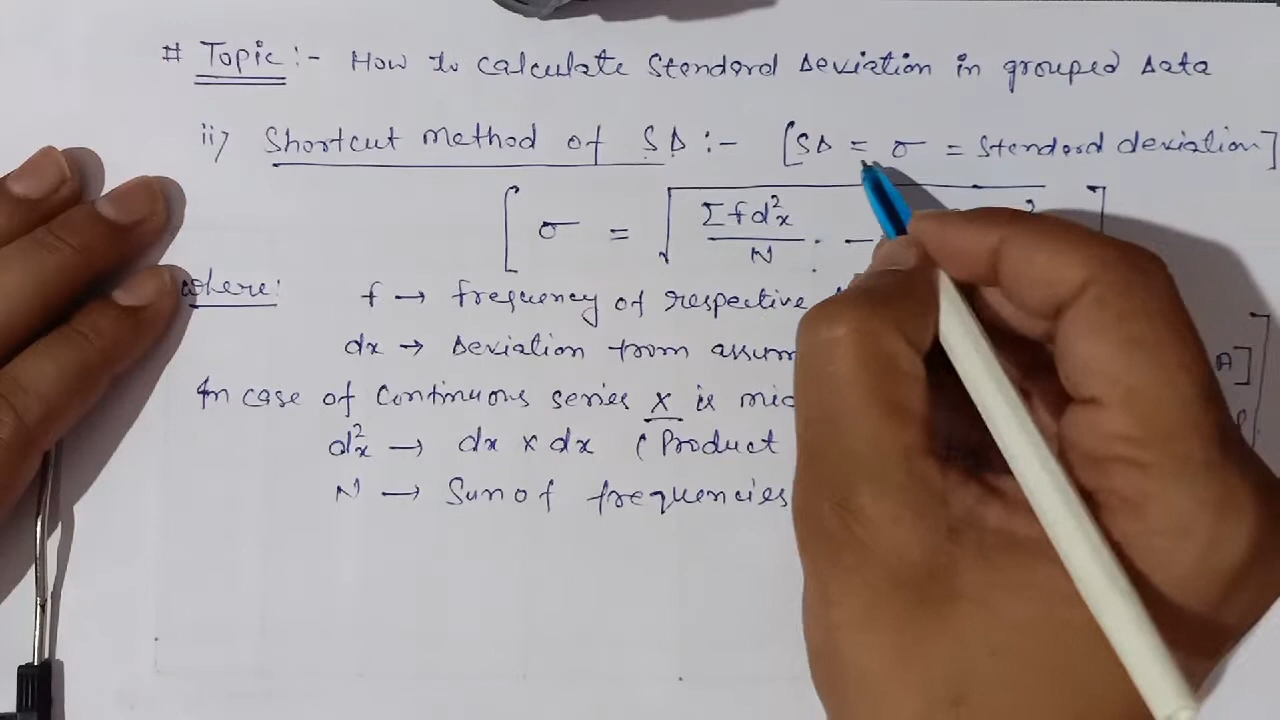 # Topic :- How to calculate Standard Deviation in grouped Data
ii) Shortcut Method of SD :- [SD = σ = Standard deviation]
[ σ = √ Σfd²x / N - 2 ]
where: f → frequency of respective
dx → Deviation from assum A]
In case of Continuous series X is mid
d²x → dx × dx (Product
N → Sum of frequencies